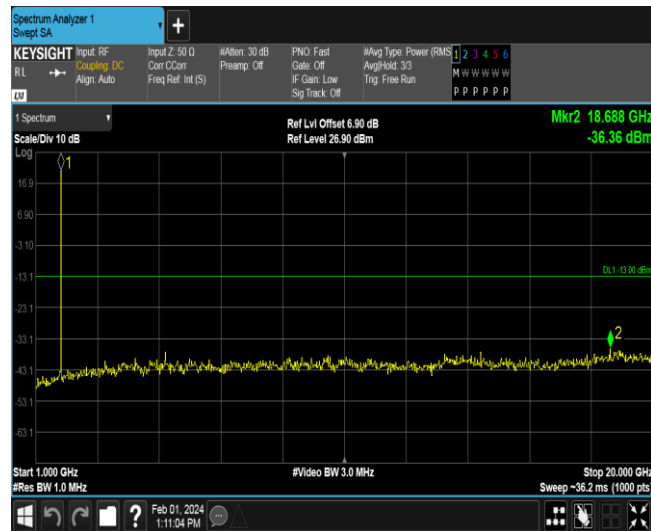 Spectrum Analyzer 1
Swept SA
+
KEYSIGHT
RL
LXI
Input: RF
Coupling: DC
Align: Auto
Input Z: 50 Ω
Corr CCorr
Freq Ref: Int (S)
#Atten: 30 dB
Preamp: Off
PNO: Fast
Gate: Off
IF Gain: Low
Sig Track: Off
#Avg Type: Power (RMS
Avg|Hold: 3/3
Trig: Free Run
1 2 3 4 5 6
M W W W W W
P P P P P P
1 Spectrum
Scale/Div 10 dB
Log
Ref Lvl Offset 6.90 dB
Ref Level 26.90 dBm
Mkr2 18.688 GHz
-36.36 dBm
1
16.9
6.90
-3.10
-13.1
DL1 -13.00 dBm
-23.1
-33.1
2
-43.1
-53.1
-63.1
Start 1.000 GHz
#Res BW 1.0 MHz
#Video BW 3.0 MHz
Stop 20.000 GHz
Sweep ~36.2 ms (1000 pts)
?
Feb 01, 2024
1:11:04 PM